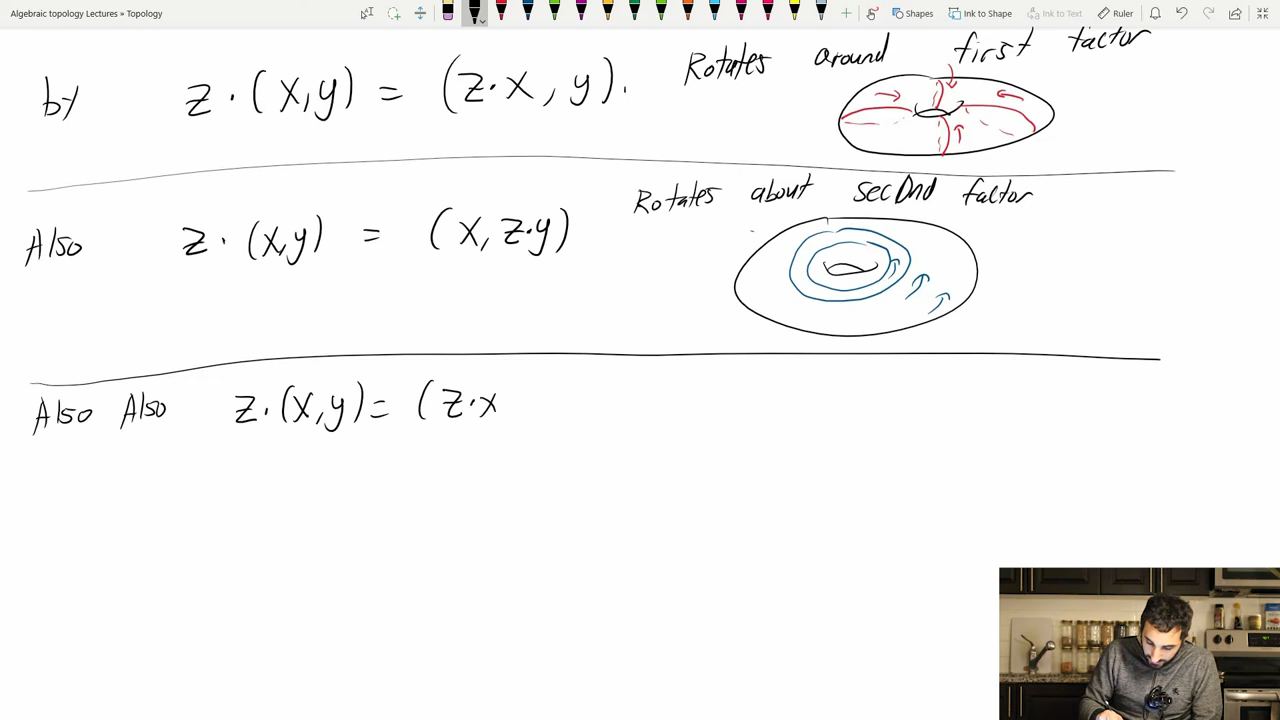 Algebraic topology Lectures » Topology
Shapes
Ink to Shape
Ink to Text
Ruler
Rotates around first factor
by z·(x,y) = (z·x, y).
Rotates about second factor
Also z·(x,y) = (x, z·y)
Also Also z·(x,y) = (z·x